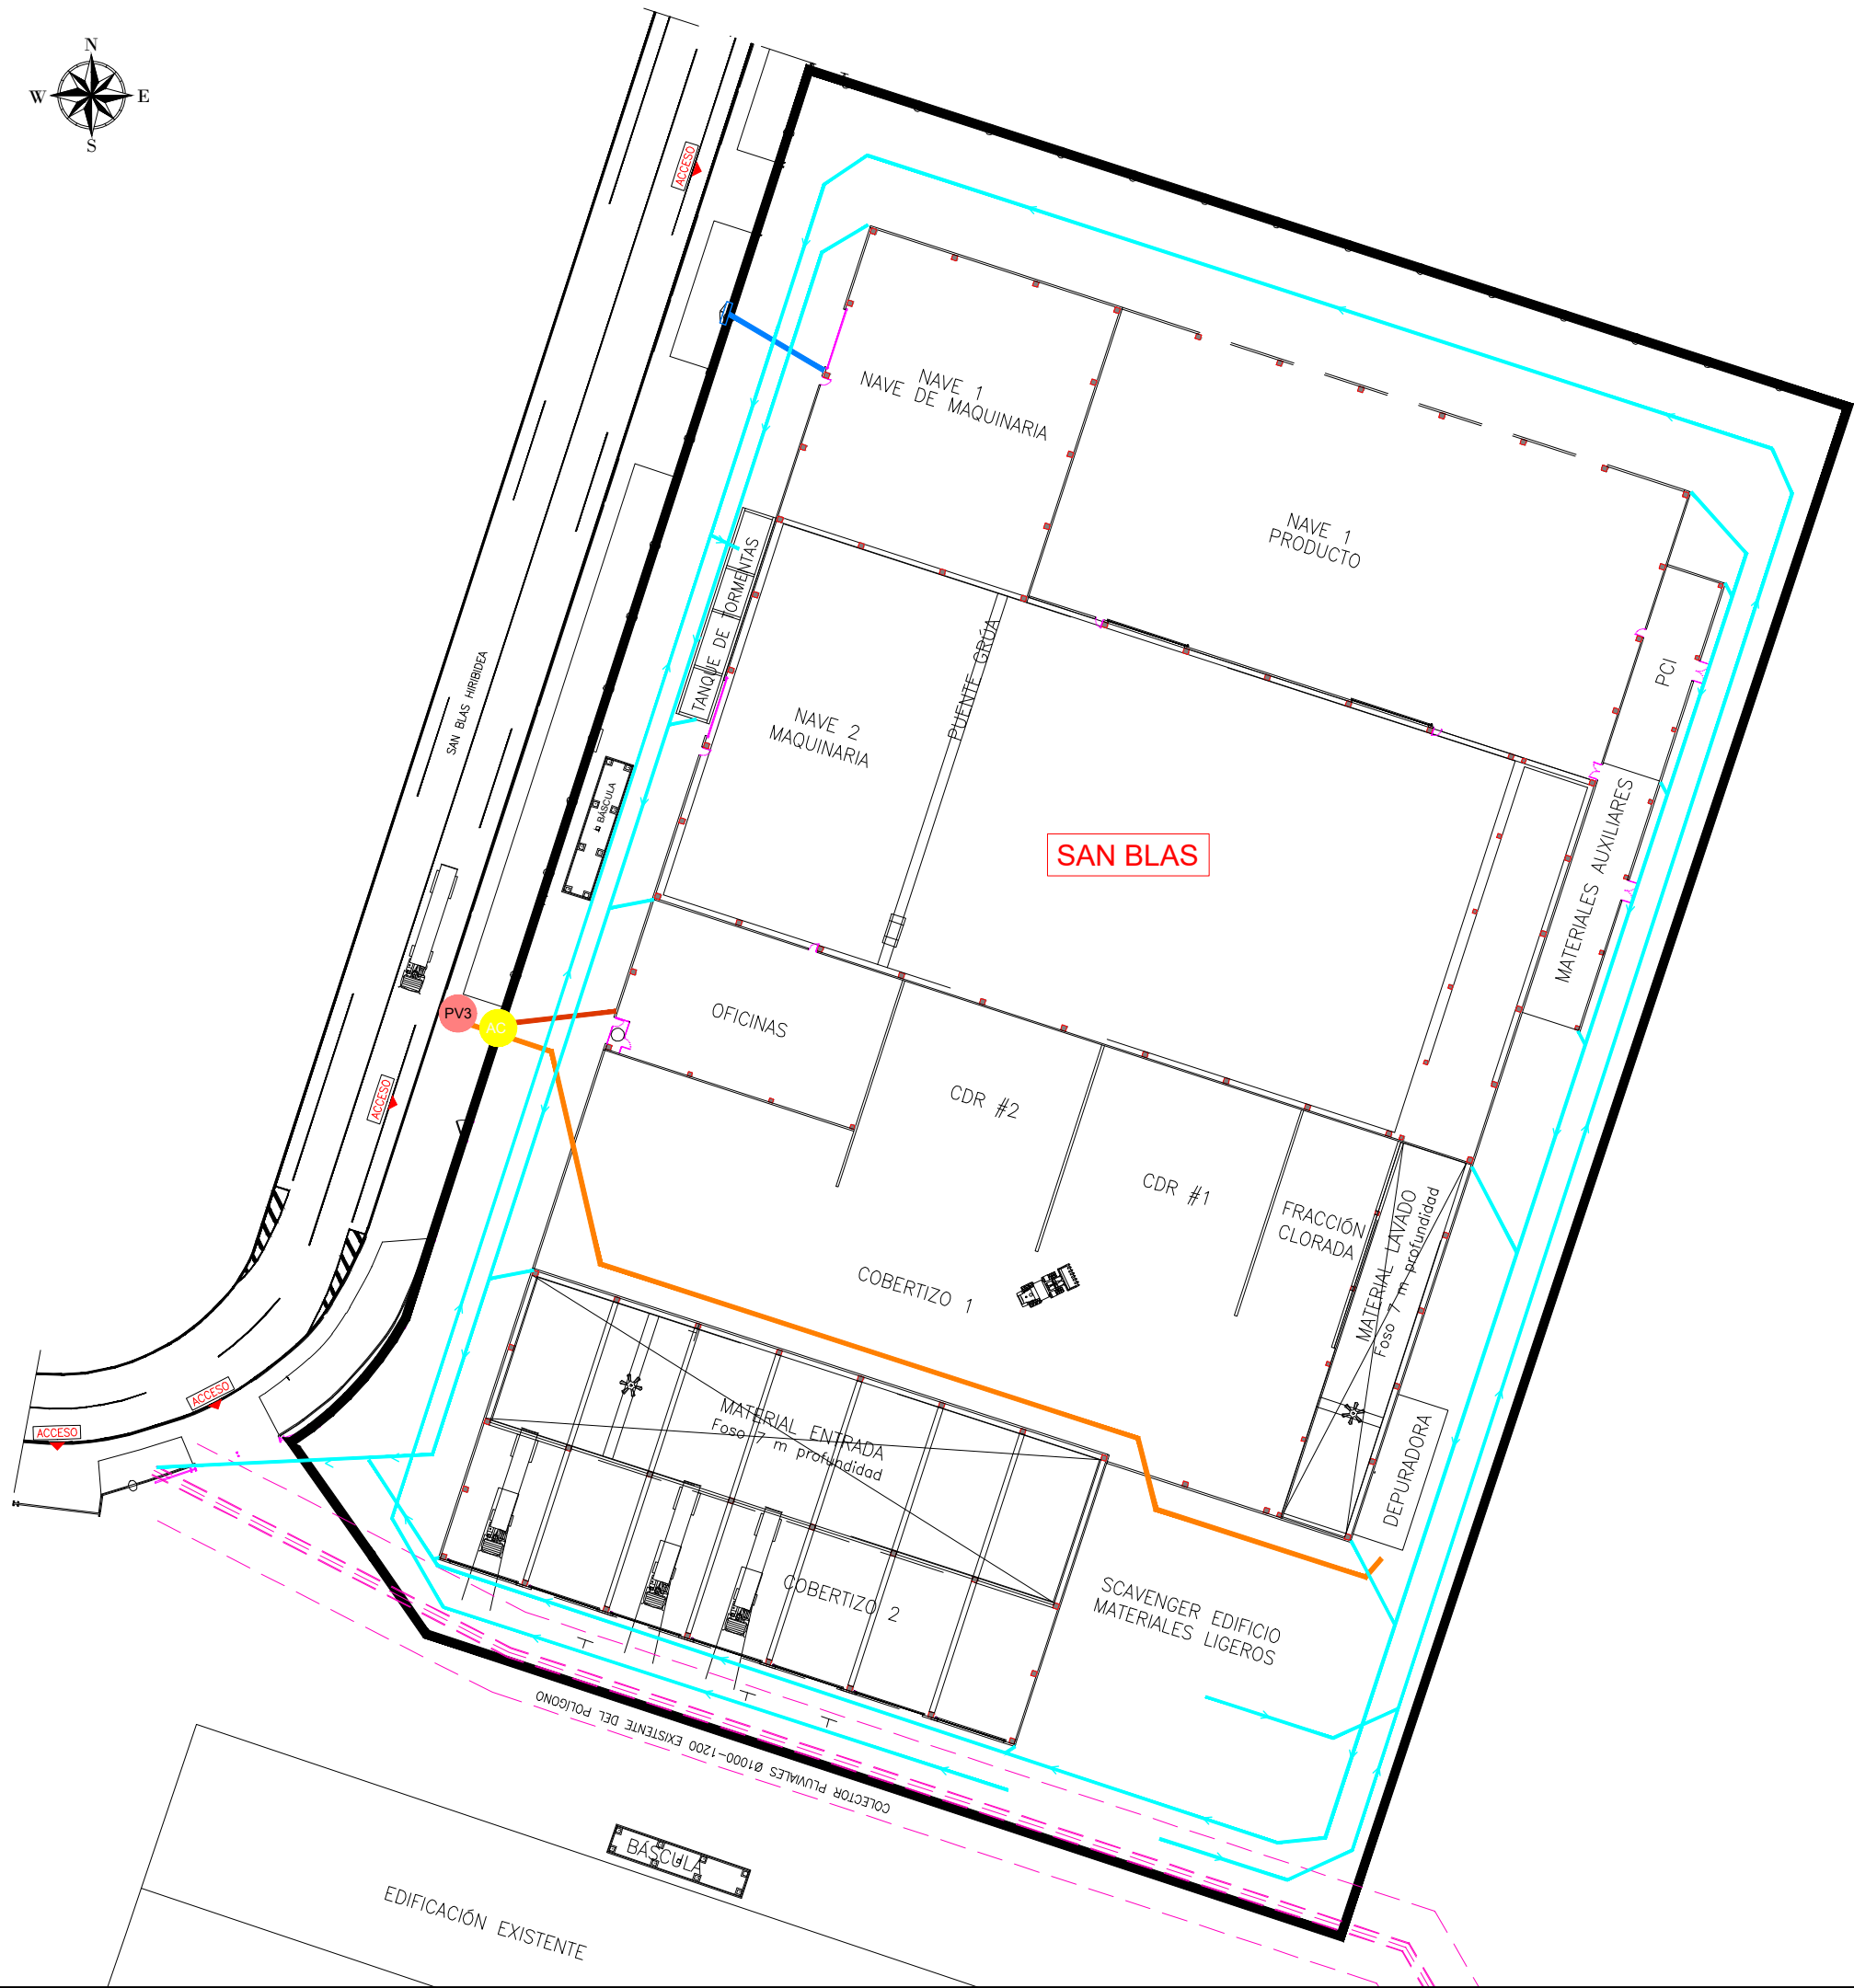 N
W
E
S
ACCESO
NAVE 1
NAVE DE MAQUINARIA
NAVE 1
PRODUCTO
TANQUE DE TORMENTAS
PUENTE GRÚA
PCI
SAN BLAS HIRIBIDEA
NAVE 2
MAQUINARIA
BÁSCULA
SAN BLAS
MATERIALES AUXILIARES
PV3
AC
OFICINAS
ACCESO
CDR #2
CDR #1
FRACCIÓN
CLORADA
MATERIAL LAVADO
Foso 7 m profundidad
COBERTIZO 1
ACCESO
ACCESO
MATERIAL ENTRADA
Foso 7 m profundidad
DEPURADORA
COBERTIZO 2
SCAVENGER EDIFICIO
MATERIALES LIGEROS
COLECTOR PLUVIALES Ø1000-1200 EXISTENTE DEL POLÍGONO
BÁSCULA
EDIFICACIÓN EXISTENTE